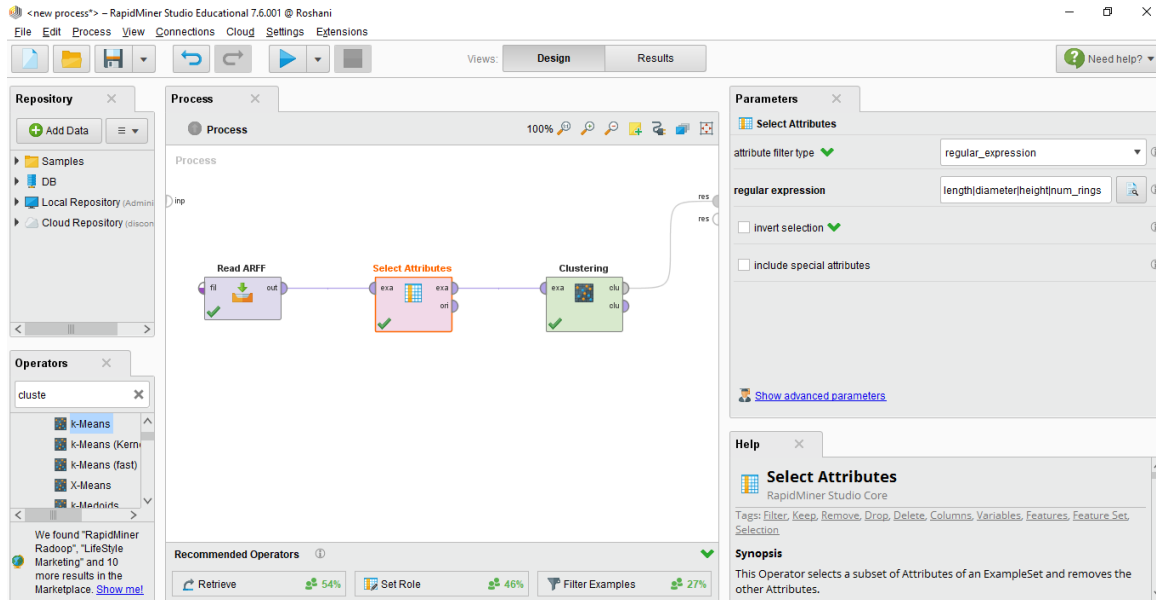 <new process*> – RapidMiner Studio Educational 7.6.001 @ Roshani
File Edit Process View Connections Cloud Settings Extensions
Views: Design Results Need help?
Repository
Add Data
Samples
DB
Local Repository (Admini
Cloud Repository (discon
Operators
cluste
k-Means
k-Means (Kern
k-Means (fast)
X-Means
k-Medoids
We found "RapidMiner
Radoop", "LifeStyle
Marketing" and 10
more results in the
Marketplace. Show me!
Process
Process
100%
Process
inp
res
res
Read ARFF
fil out
Select Attributes
exa exa
ori
Clustering
exa clu
clu
Recommended Operators
Retrieve 54%
Set Role 46%
Filter Examples 27%
Parameters
Select Attributes
attribute filter type regular_expression
regular expression length|diameter|height|num_rings
invert selection
include special attributes
Show advanced parameters
Help
Select Attributes
RapidMiner Studio Core
Tags: Filter, Keep, Remove, Drop, Delete, Columns, Variables, Features, Feature Set,
Selection
Synopsis
This Operator selects a subset of Attributes of an ExampleSet and removes the
other Attributes.